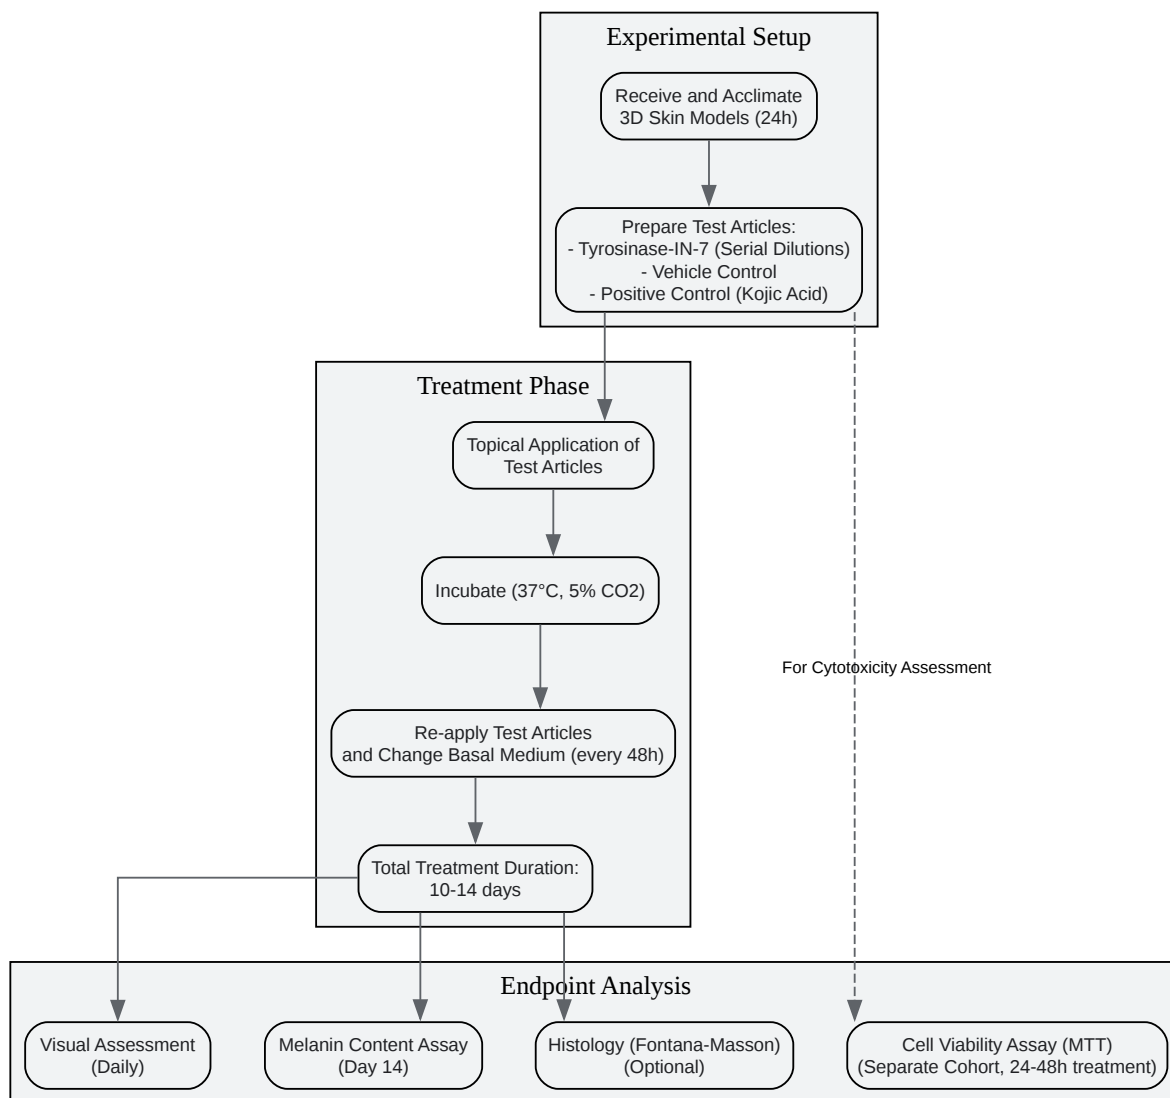 Experimental Setup
Receive and Acclimate
3D Skin Models (24h)
Prepare Test Articles:
- Tyrosinase-IN-7 (Serial Dilutions)
- Vehicle Control
- Positive Control (Kojic Acid)
Treatment Phase
Topical Application of
Test Articles
Incubate (37°C, 5% CO2)
For Cytotoxicity Assessment
Re-apply Test Articles
and Change Basal Medium (every 48h)
Total Treatment Duration:
10-14 days
Endpoint Analysis
Visual Assessment
(Daily)
Melanin Content Assay
(Day 14)
Histology (Fontana-Masson)
(Optional)
Cell Viability Assay (MTT)
(Separate Cohort, 24-48h treatment)